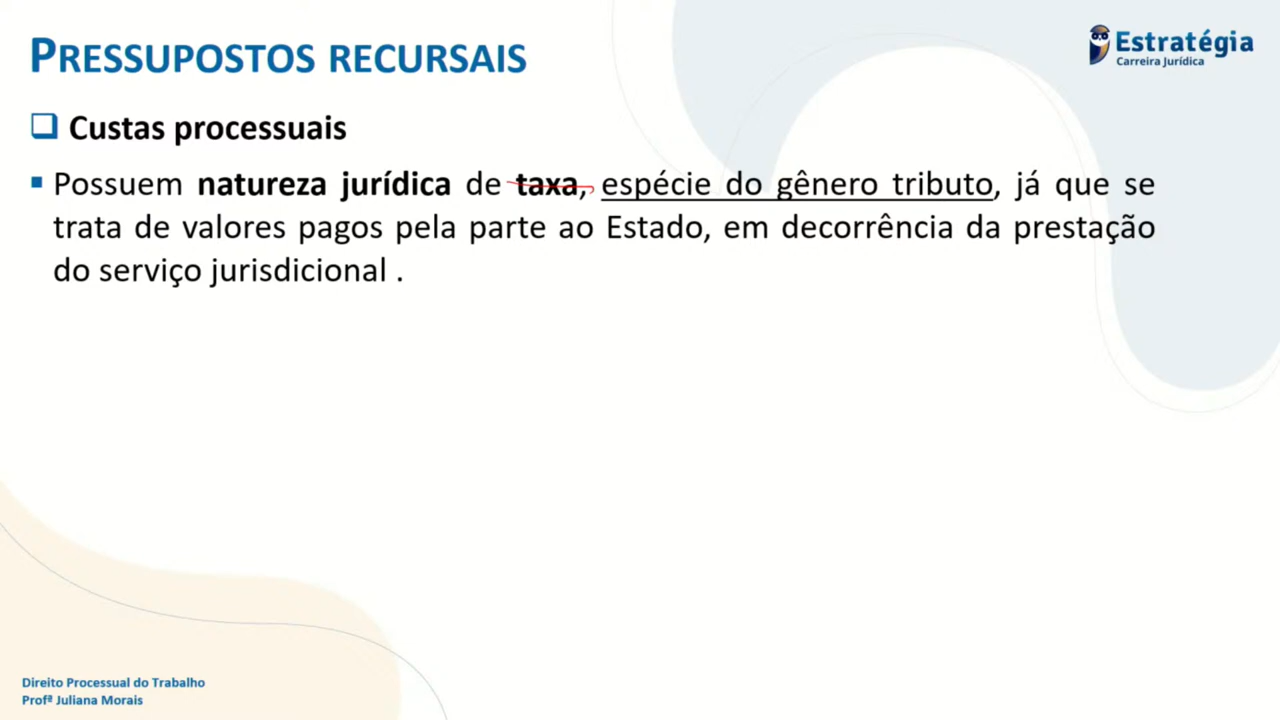 PRESSUPOSTOS RECURSAIS
Estratégia
Carreira Jurídica
Custas processuais
Possuem natureza jurídica de taxa, espécie do gênero tributo, já que se
trata de valores pagos pela parte ao Estado, em decorrência da prestação
do serviço jurisdicional .
Direito Processual do Trabalho
Profª Juliana Morais